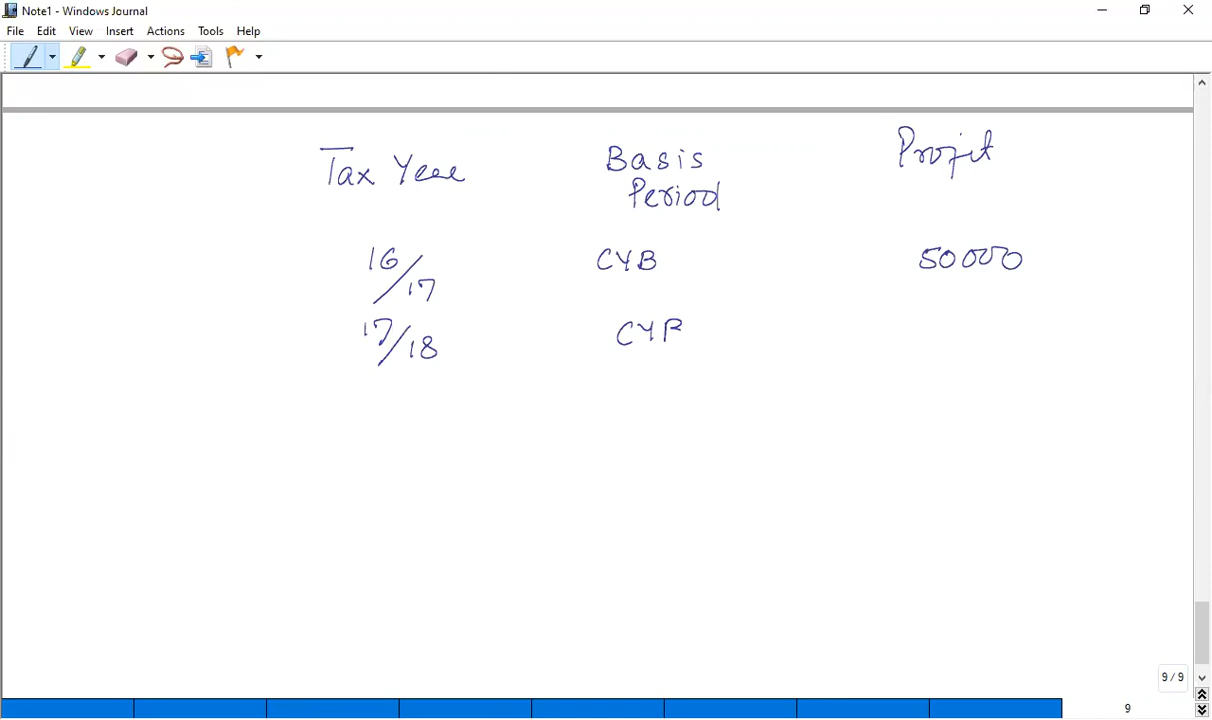 Note1 - Windows Journal
File Edit View Insert Actions Tools Help
Tax Year Basis Period Profit
16/17 CYB 50000
17/18 CYB
9 / 9
9